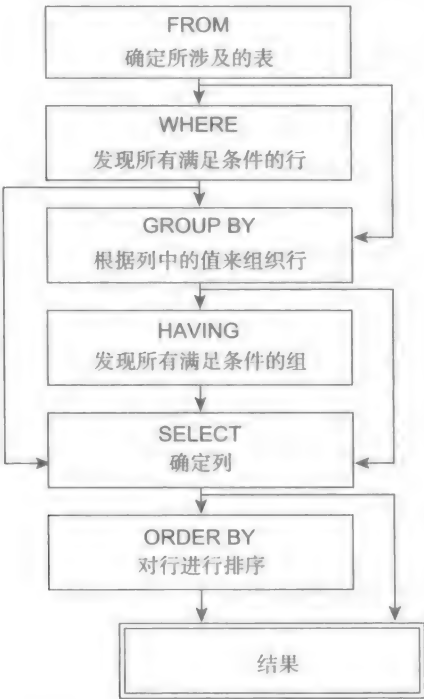 FROM
确定所涉及的表
WHERE
发现所有满足条件的行
GROUP BY
根据列中的值来组织行
HAVING
发现所有满足条件的组
SELECT
确定列
ORDER BY
对行进行排序
结果